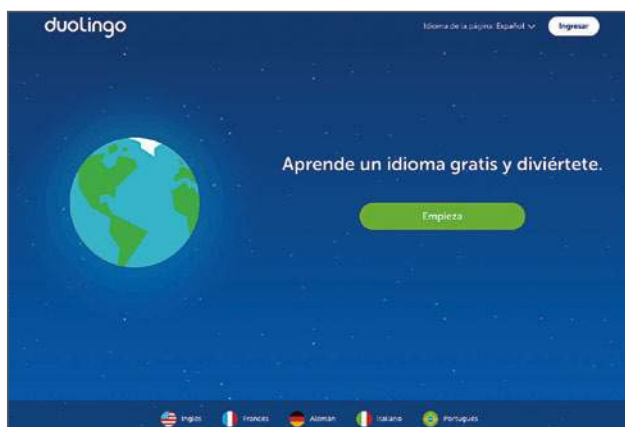 duolingo
Idioma de la página: Español
Ingresar
Aprende un idioma gratis y diviértete.
Empieza
Inglés
Francés
Alemán
Italiano
Portugués